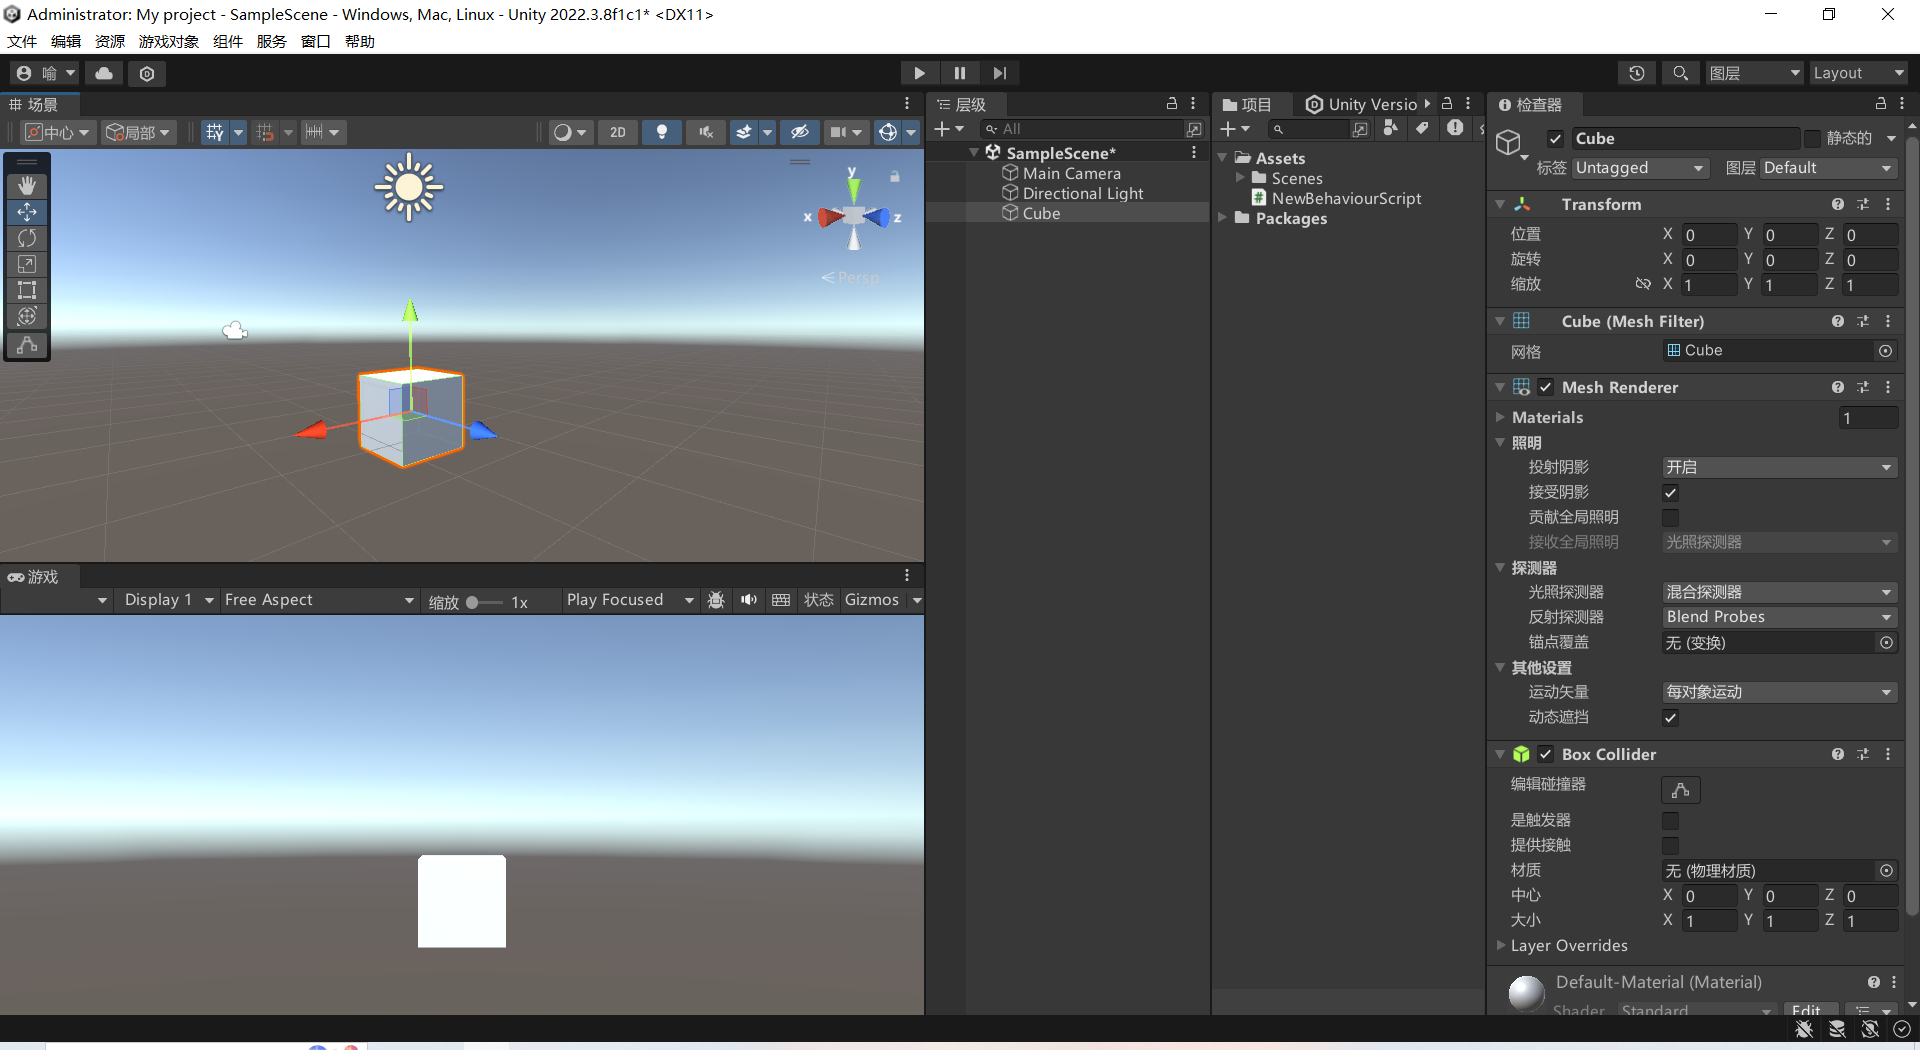 Administrator: My project - SampleScene - Windows, Mac, Linux - Unity 2022.3.8f1c1* <DX11>
文件 编辑 资源 游戏对象 组件 服务 窗口 帮助
喻
图层
Layout
场景
中心
局部
2D
y
x
z
Persp
游戏
Display 1
Free Aspect
缩放
1x
Play Focused
状态
Gizmos
层级
All
SampleScene*
Main Camera
Directional Light
Cube
项目
Unity Versio
Assets
Scenes
NewBehaviourScript
Packages
检查器
Cube
静态的
标签 Untagged 图层 Default
Transform
位置 X 0 Y 0 Z 0
旋转 X 0 Y 0 Z 0
缩放 X 1 Y 1 Z 1
Cube (Mesh Filter)
网格 Cube
Mesh Renderer
Materials 1
照明
投射阴影 开启
接受阴影
贡献全局照明
接收全局照明 光照探测器
探测器
光照探测器 混合探测器
反射探测器 Blend Probes
锚点覆盖 无 (变换)
其他设置
运动矢量 每对象运动
动态遮挡
Box Collider
编辑碰撞器
是触发器
提供接触
材质 无 (物理材质)
中心 X 0 Y 0 Z 0
大小 X 1 Y 1 Z 1
Layer Overrides
Default-Material (Material)
Shader Standard Edit